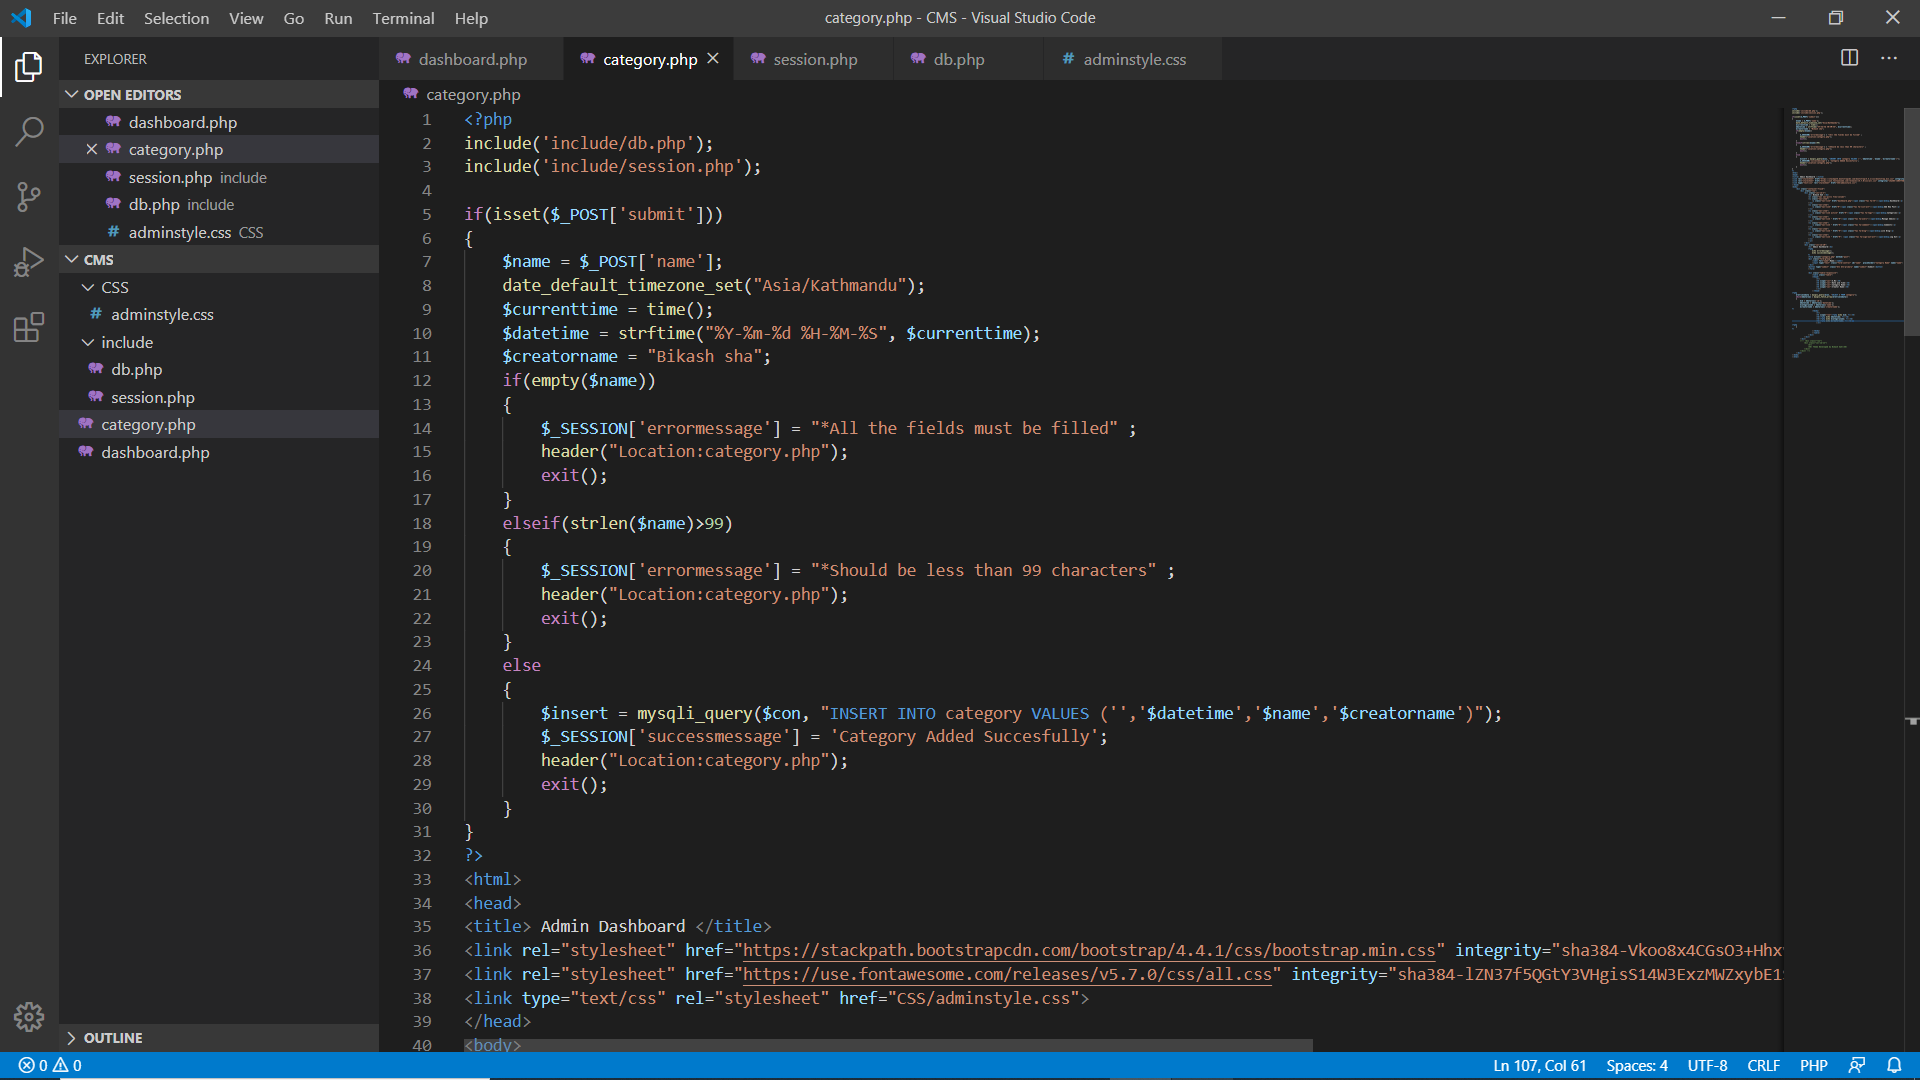 File Edit Selection View Go Run Terminal Help
category.php - CMS - Visual Studio Code
EXPLORER
OPEN EDITORS
dashboard.php
category.php
session.php include
db.php include
# adminstyle.css CSS
CMS
CSS
# adminstyle.css
include
db.php
session.php
category.php
dashboard.php
OUTLINE
dashboard.php category.php session.php db.php # adminstyle.css
category.php
1 <?php
2 include('include/db.php');
3 include('include/session.php');
4
5 if(isset($_POST['submit']))
6 {
7 $name = $_POST['name'];
8 date_default_timezone_set("Asia/Kathmandu");
9 $currenttime = time();
10 $datetime = strftime("%Y-%m-%d %H-%M-%S", $currenttime);
11 $creatorname = "Bikash sha";
12 if(empty($name))
13 {
14 $_SESSION['errormessage'] = "*All the fields must be filled" ;
15 header("Location:category.php");
16 exit();
17 }
18 elseif(strlen($name)>99)
19 {
20 $_SESSION['errormessage'] = "*Should be less than 99 characters" ;
21 header("Location:category.php");
22 exit();
23 }
24 else
25 {
26 $insert = mysqli_query($con, "INSERT INTO category VALUES ('','$datetime','$name','$creatorname')");
27 $_SESSION['successmessage'] = 'Category Added Succesfully';
28 header("Location:category.php");
29 exit();
30 }
31 }
32 ?>
33 <html>
34 <head>
35 <title> Admin Dashboard </title>
36 <link rel="stylesheet" href="https://stackpath.bootstrapcdn.com/bootstrap/4.4.1/css/bootstrap.min.css" integrity="sha384-Vkoo8x4CGsO3+Hhx
37 <link rel="stylesheet" href="https://use.fontawesome.com/releases/v5.7.0/css/all.css" integrity="sha384-lZN37f5QGtY3VHgisS14W3ExzMWZxybE1
38 <link type="text/css" rel="stylesheet" href="CSS/adminstyle.css">
39 </head>
40 <body>
0 0
Ln 107, Col 61 Spaces: 4 UTF-8 CRLF PHP